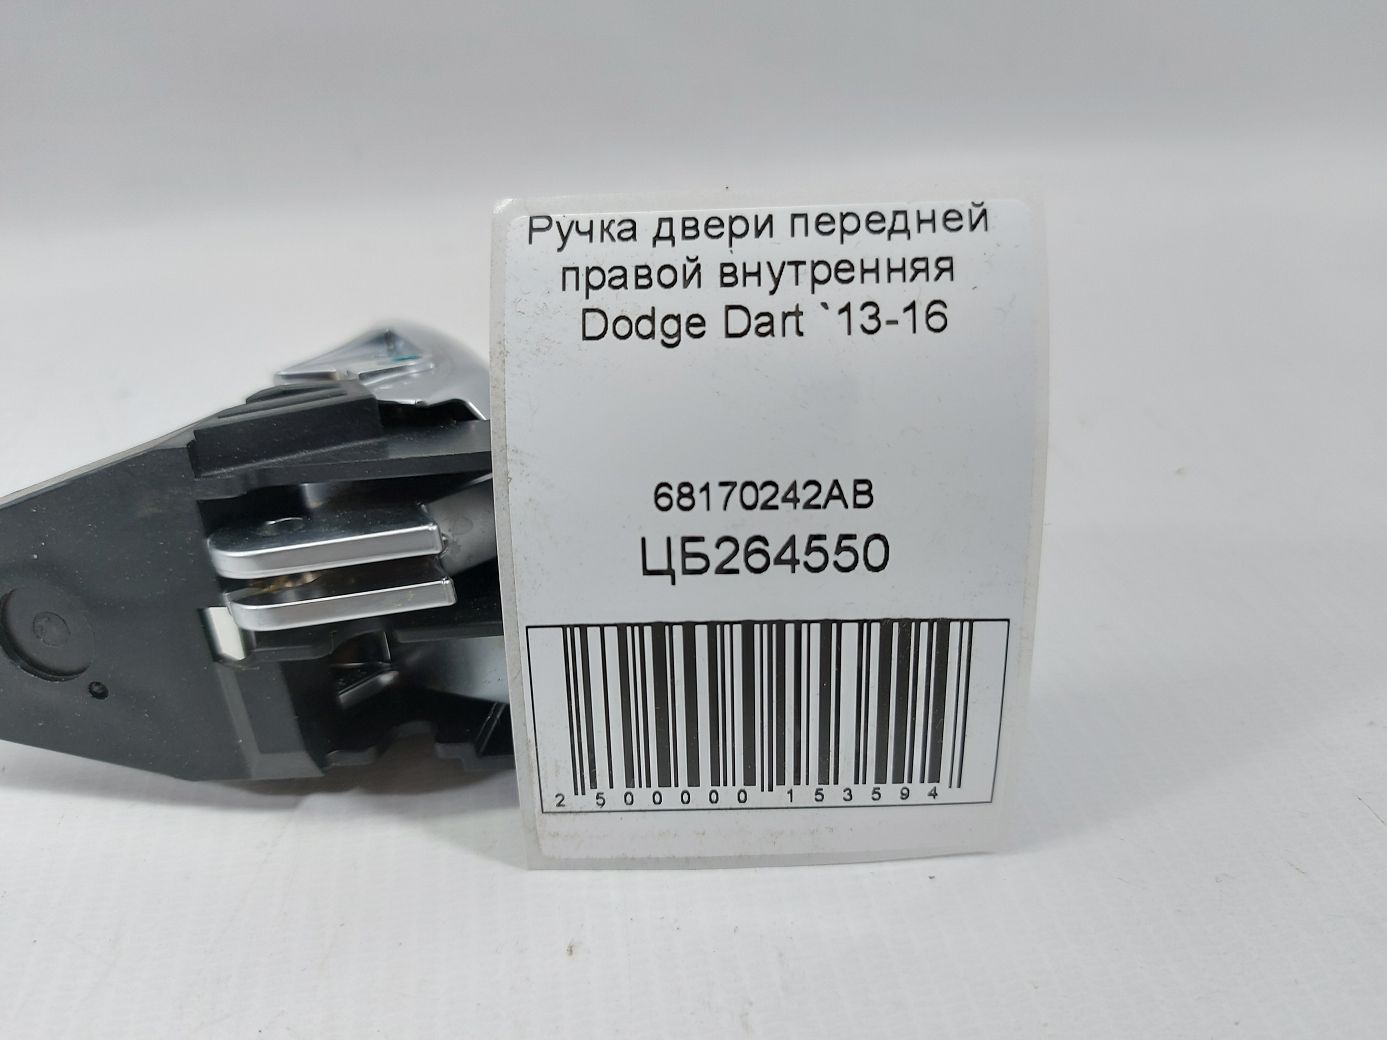 Ручка двери передней
правой внутренняя
Dodge Dart `13-16
68170242AB
ЦБ264550
2 500000 153594